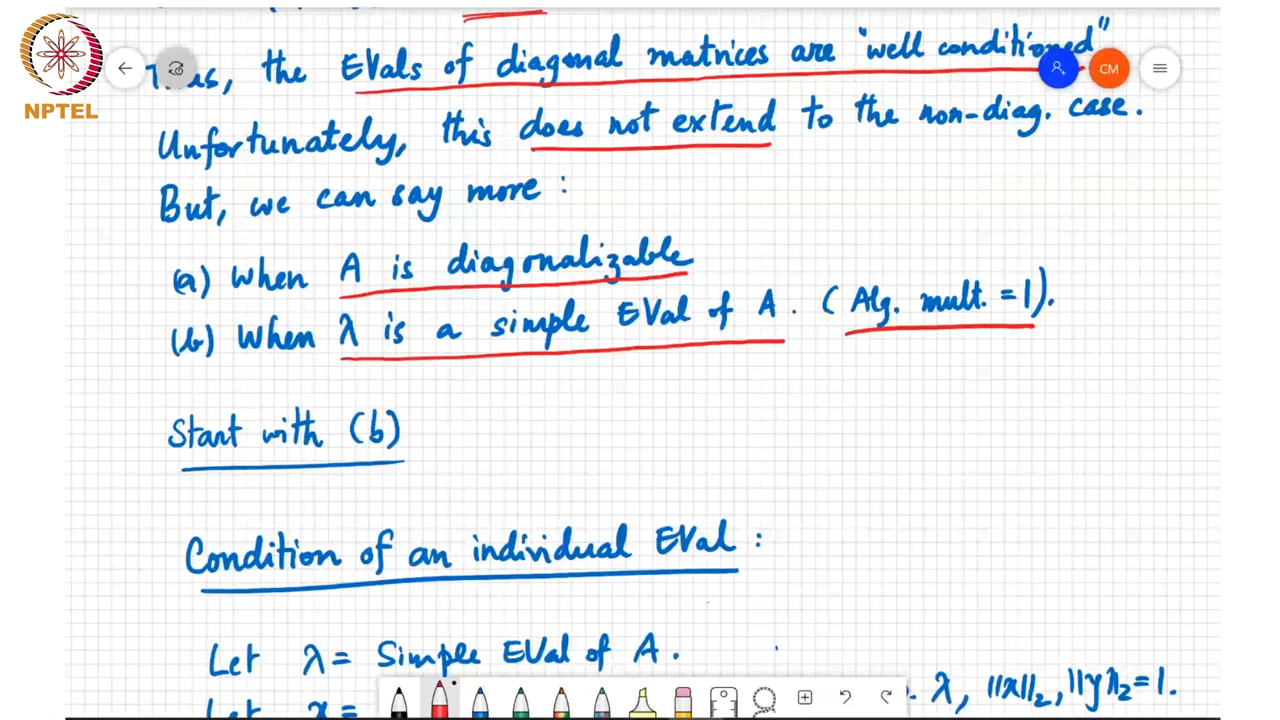 Thus, the EVals of diagonal matrices are "well conditioned"
NPTEL
CM
Unfortunately, this does not extend to the non-diag. case.
But, we can say more :
(a) When A is diagonalizable
(b) When λ is a simple EVal of A. (Alg. mult. = 1).
Start with (b)
Condition of an individual EVal :
Let λ = Simple EVal of A.
Let x =
λ, ||x||₂, ||y||₂ = 1.